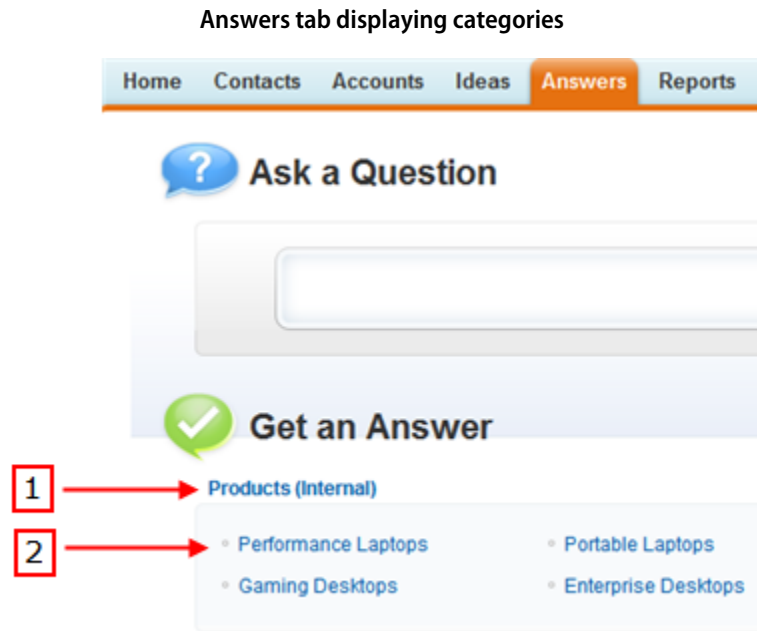 Answers tab displaying categories
Home Contacts Accounts Ideas Answers Reports
? Ask a Question
Get an Answer
1 Products (Internal)
2 Performance Laptops Portable Laptops
Gaming Desktops Enterprise Desktops